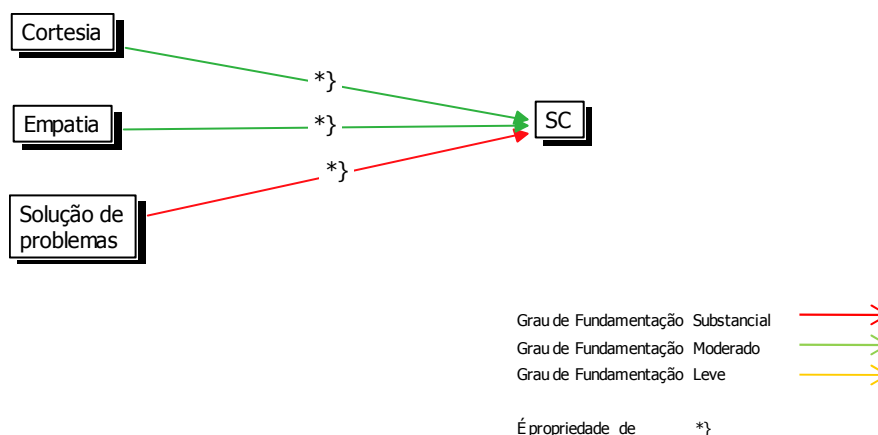 Cortesia
*}
Empatia
*}
SC
*}
Solução de
problemas
Grau de Fundamentação Substancial
Grau de Fundamentação Moderado
Grau de Fundamentação Leve
É propriedade de *}